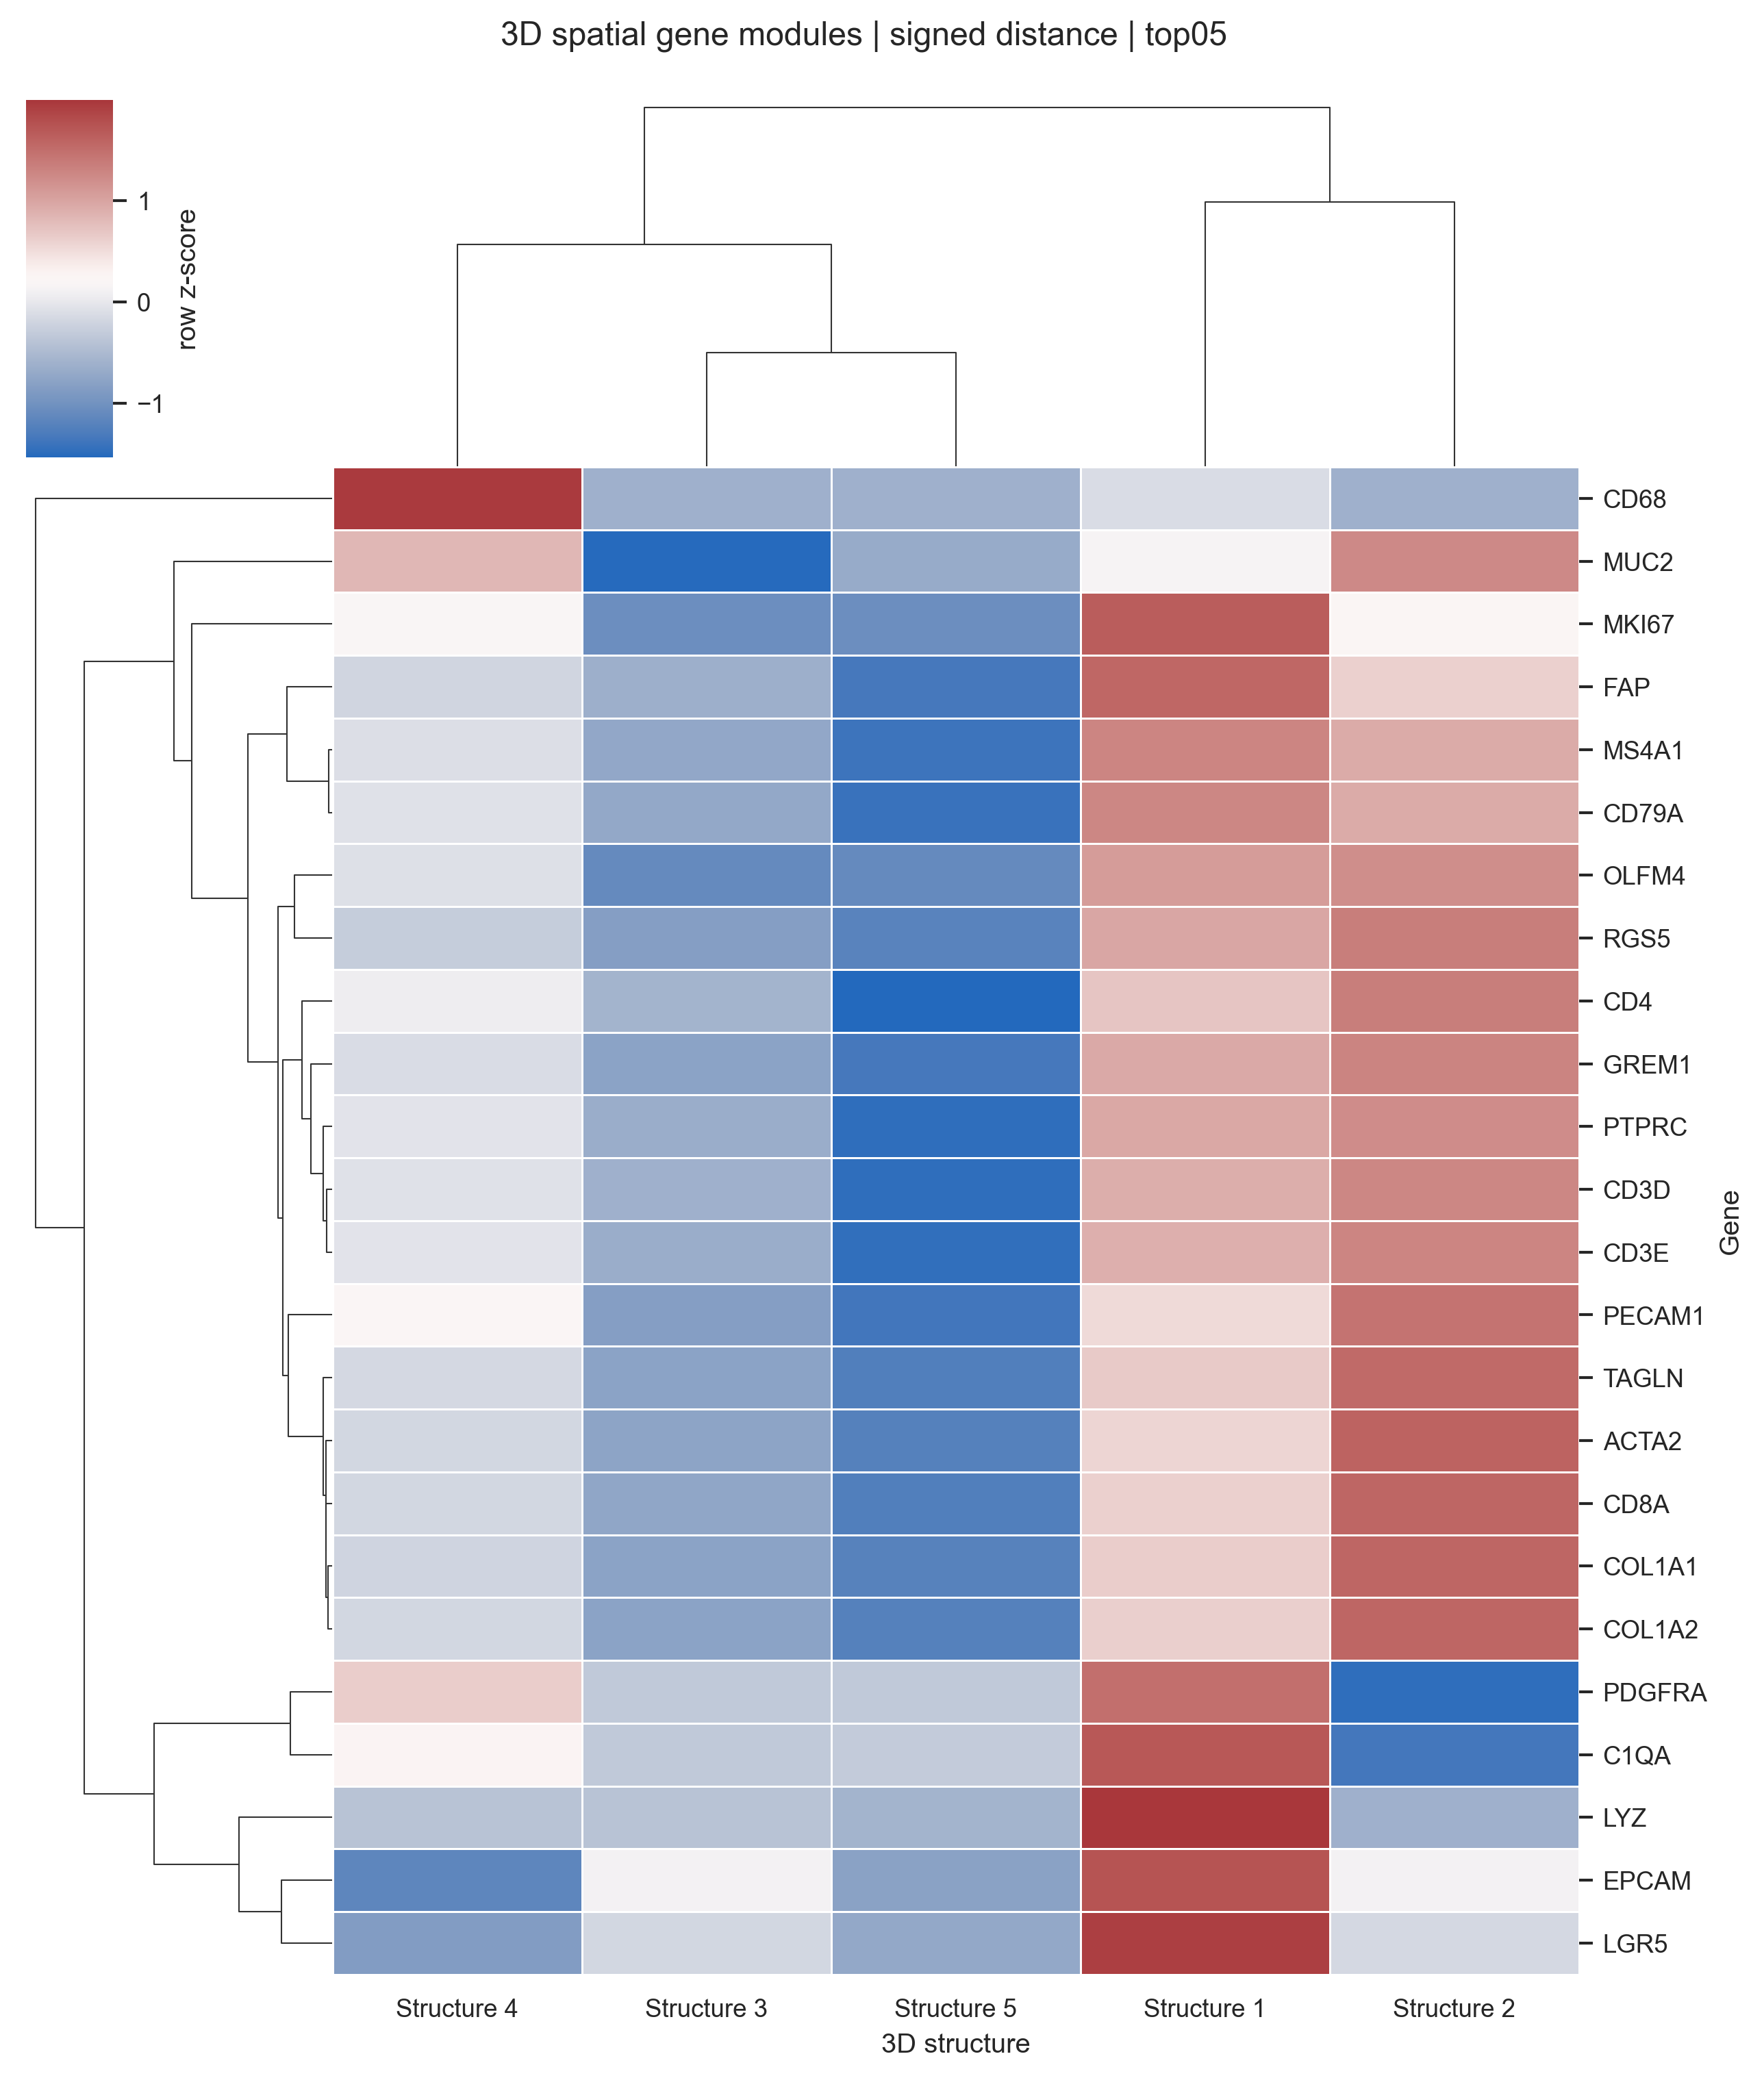 3D spatial gene modules | signed distance | top05
1
0
−1
row z-score
CD68
MUC2
MKI67
FAP
MS4A1
CD79A
OLFM4
RGS5
CD4
GREM1
PTPRC
CD3D
CD3E
PECAM1
TAGLN
ACTA2
CD8A
COL1A1
COL1A2
PDGFRA
C1QA
LYZ
EPCAM
LGR5
Gene
Structure 4 Structure 3 Structure 5 Structure 1 Structure 2
3D structure